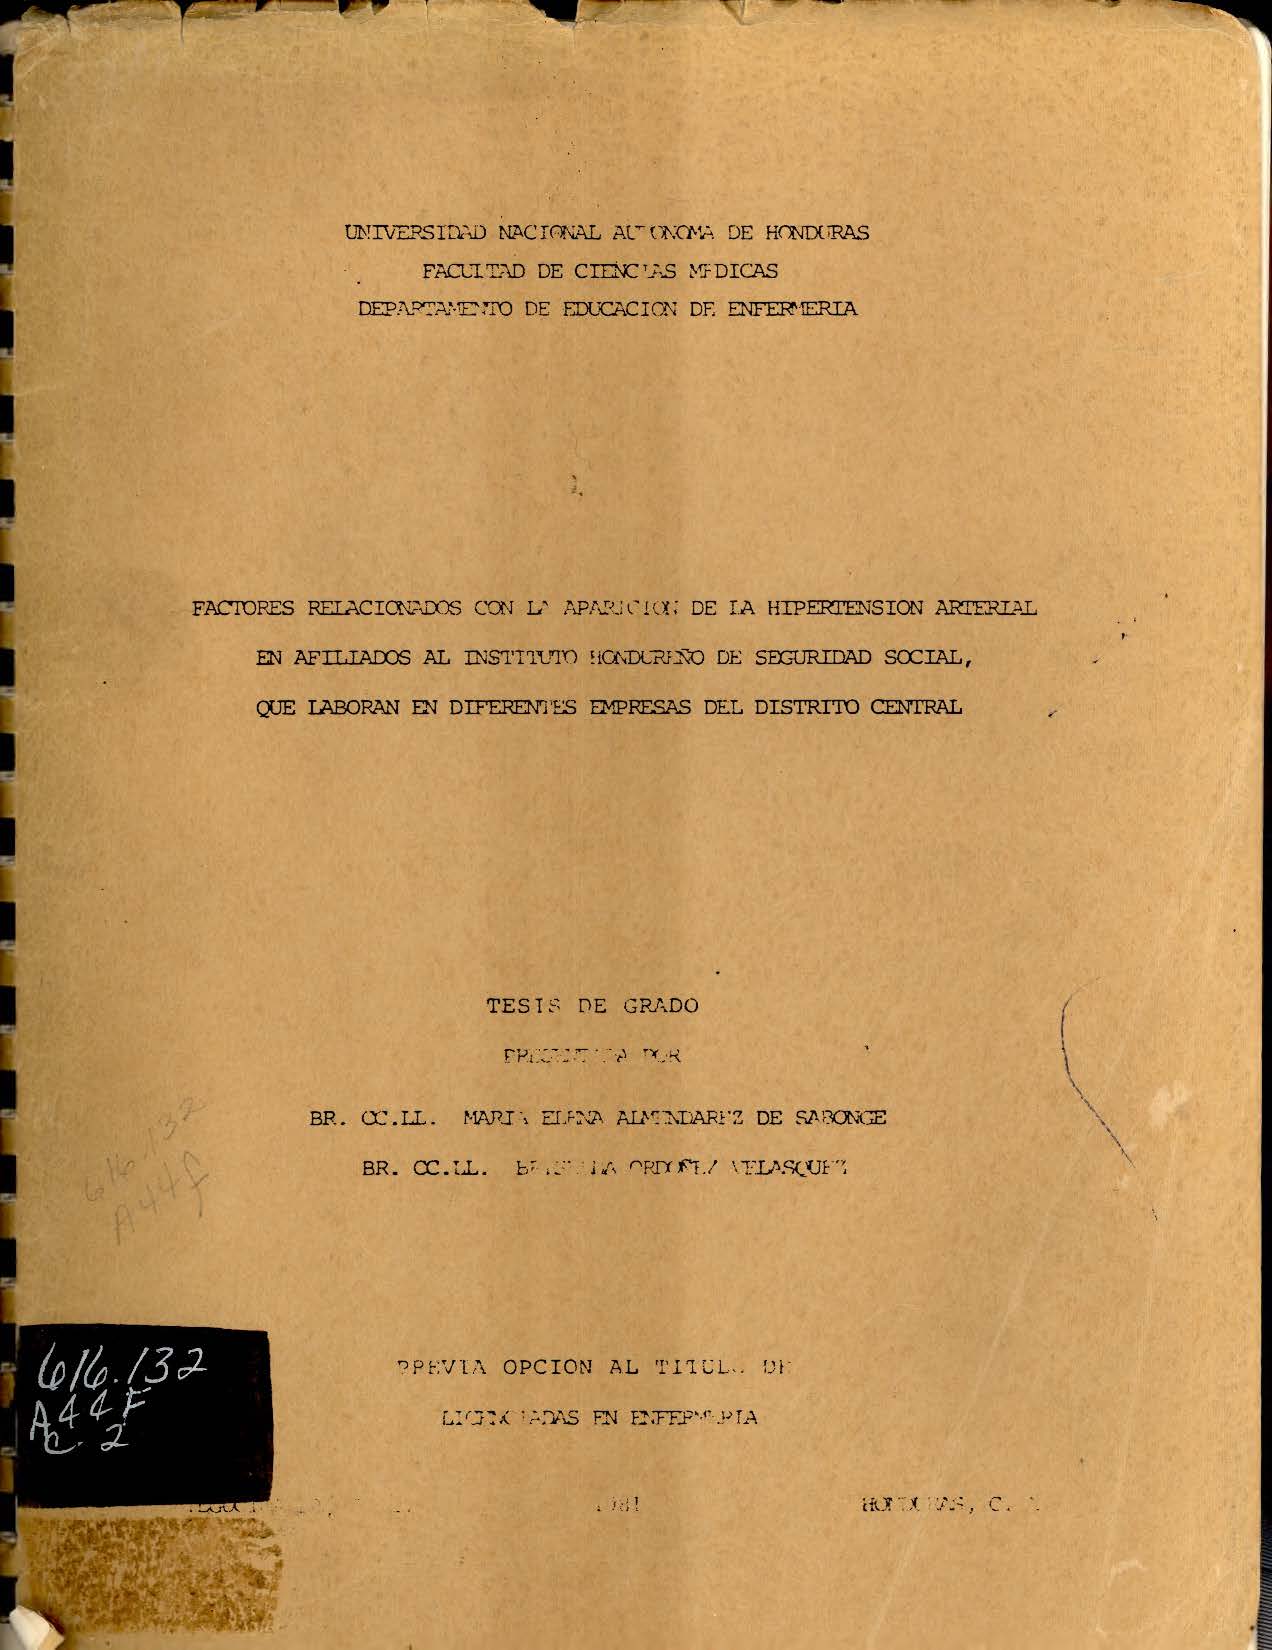 UNIVERSIDAD NACIONAL AUTONOMA DE HONDURAS
FACULTAD DE CIENCIAS MEDICAS
DEPARTAMENTO DE EDUCACION DE ENFERMERIA
FACTORES RELACIONADOS CON LA APARICION DE LA HIPERTENSION ARTERIAL
EN AFILIADOS AL INSTITUTO HONDUREÑO DE SEGURIDAD SOCIAL,
QUE LABORAN EN DIFERENTES EMPRESAS DEL DISTRITO CENTRAL
TESIS DE GRADO
PRESENTADA POR
BR. CC.LL. MARIA ELENA ALMENDAREZ DE SABONGE
BR. CC.LL. ORDOÑEZ VELASQUEZ
616.132
A44f
PREVIA OPCION AL TITULO DE
LICENCIADAS EN ENFERMERIA
616.132
A44F
C. 2
1981 HONDURAS, C.